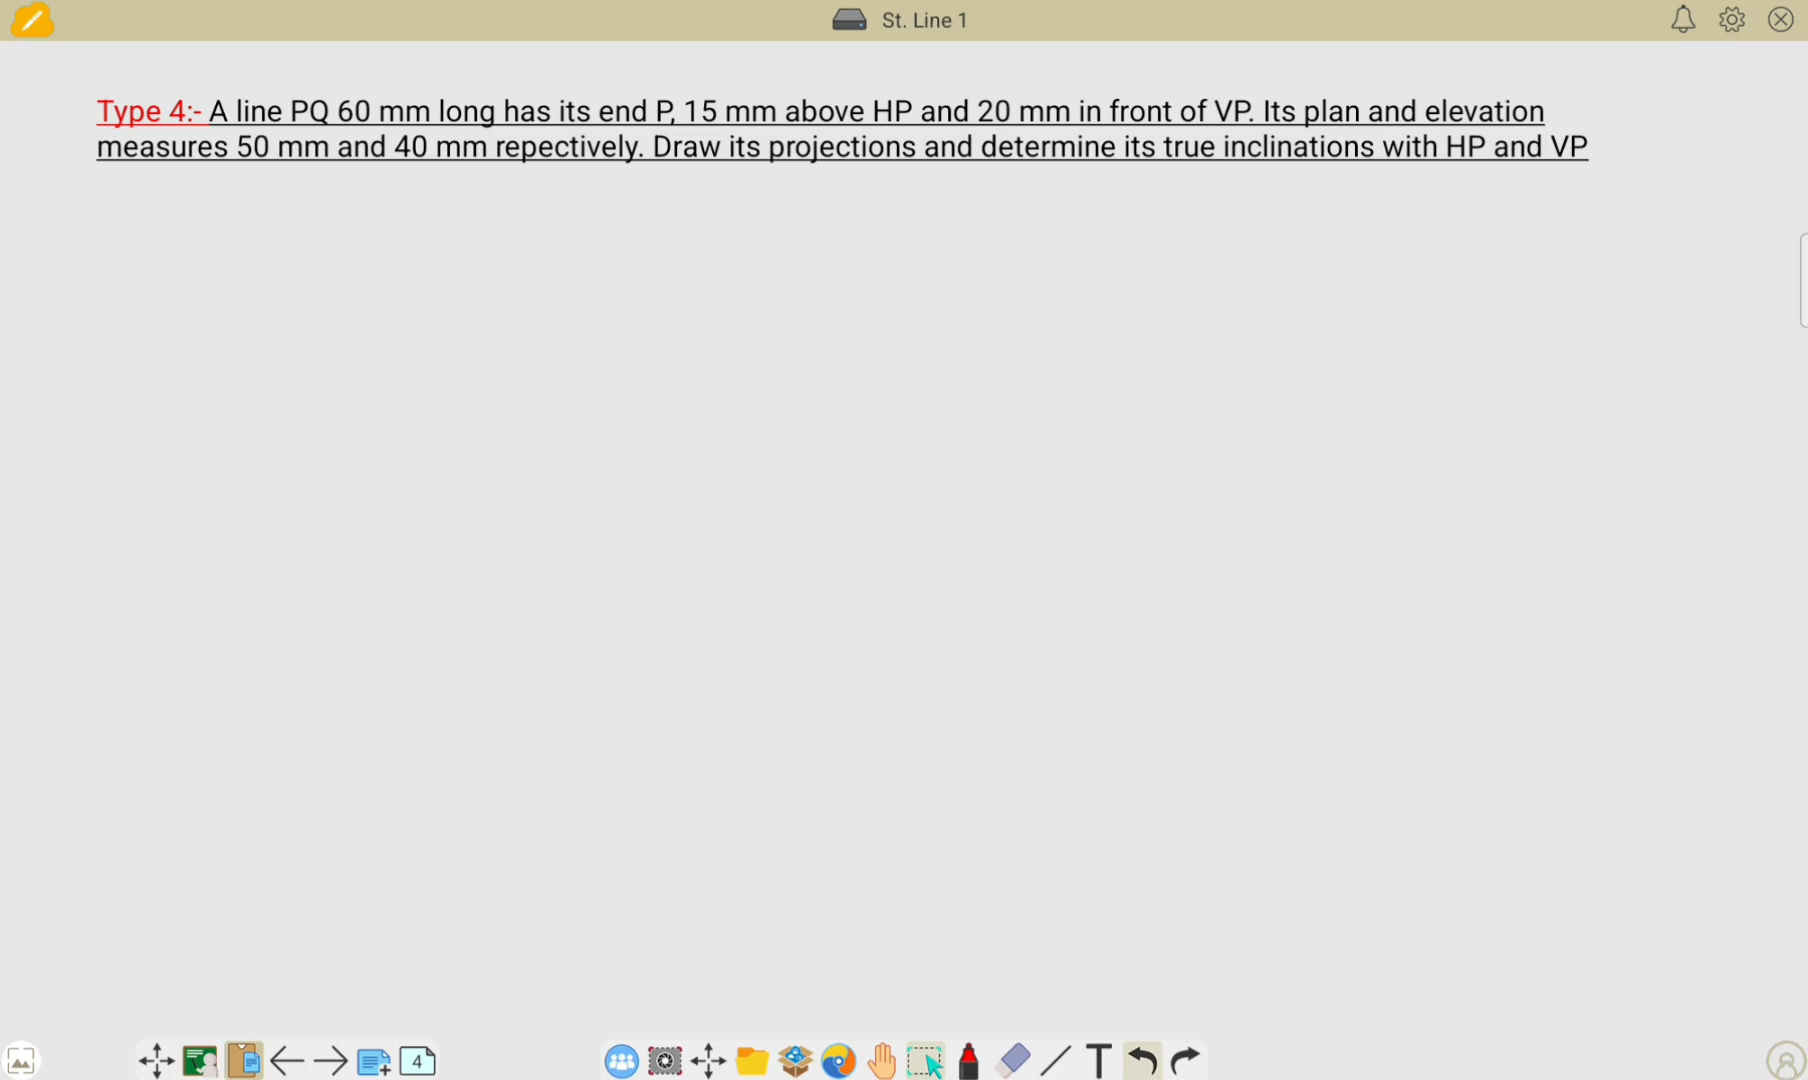 St. Line 1
Type 4:- A line PQ 60 mm long has its end P, 15 mm above HP and 20 mm in front of VP. Its plan and elevation
measures 50 mm and 40 mm repectively. Draw its projections and determine its true inclinations with HP and VP
4
T